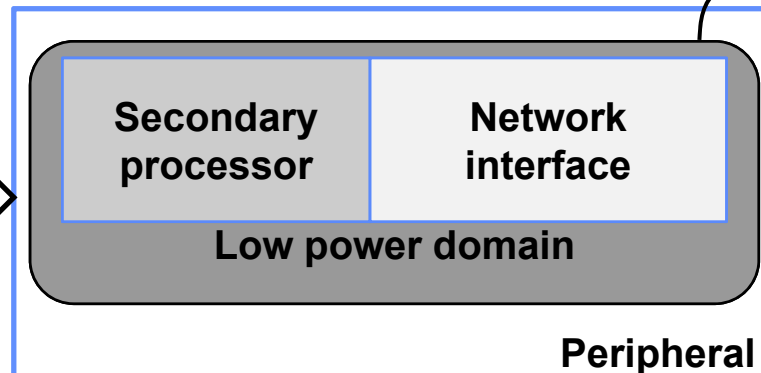 Secondary
processor
Network
interface
Low power domain
Peripheral